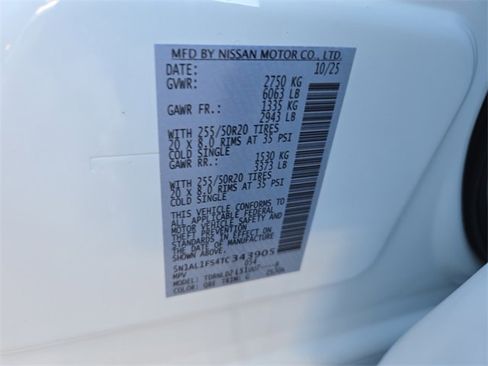 MFD BY NISSAN MOTOR CO., LTD.
DATE: 10/25
GVWR: 2750 KG
6063 LB
GAWR FR.: 1335 KG
2943 LB
WITH 255/50R20 TIRES
20 X 8.0 RIMS AT 35 PSI
COLD SINGLE
GAWR RR.: 1530 KG
3373 LB
WITH 255/50R20 TIRES
20 X 8.0 RIMS AT 35 PSI
COLD SINGLE
THIS VEHICLE CONFORMS TO
ALL APPLICABLE FEDERAL
MOTOR VEHICLE SAFETY AND
THEFT PREVENTION
STANDARDS IN EFFECT ON
THE DATE OF MANUFACTURE
SHOWN ABOVE.
5N1AL1FS4TC343905
MPV
MODEL:
COLOR: QBE TRIM: G